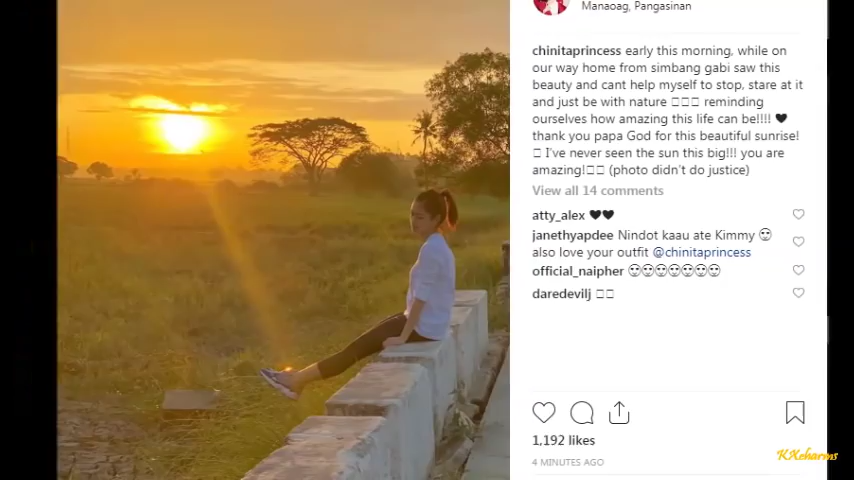 Manaoag, Pangasinan
chinitaprincess early this morning, while on
our way home from simbang gabi saw this
beauty and cant help myself to stop, stare at it
and just be with nature □□□ reminding
ourselves how amazing this life can be!!!! 🖤
thank you papa God for this beautiful sunrise!
□ I've never seen the sun this big!!! you are
amazing!□□ (photo didn't do justice)
View all 14 comments
atty_alex 🖤🖤
janethyapdee Nindot kaau ate Kimmy 😍
also love your outfit @chinitaprincess
official_naipher 😍😍😍😍😍😍😍
daredevilj □□
1,192 likes
4 MINUTES AGO
KXcharms